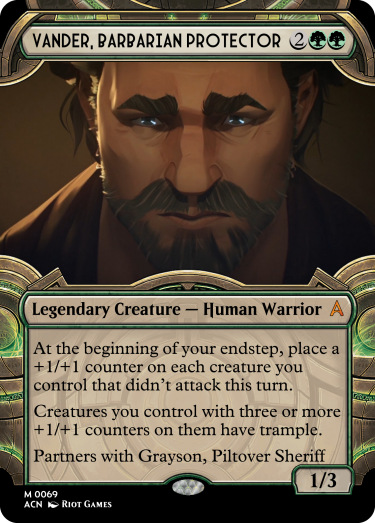 VANDER, BARBARIAN PROTECTOR 2
Legendary Creature — Human Warrior
At the beginning of your endstep, place a
+1/+1 counter on each creature you
control that didn't attack this turn.
Creatures you control with three or more
+1/+1 counters on them have trample.
Partners with Grayson, Piltover Sheriff
1/3
M 0069
ACN RIOT GAMES